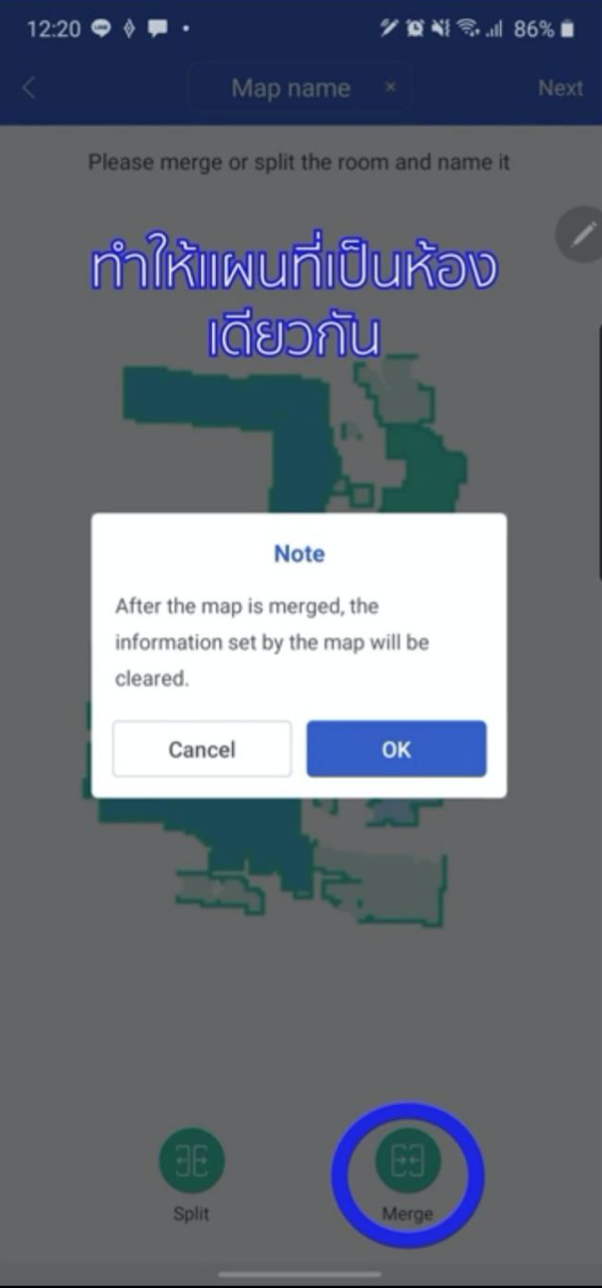 12:20
86%
Map name ×
Next
Please merge or split the room and name it
ทำให้แผนที่เป็นห้อง
เดียวกัน
Note
After the map is merged, the
information set by the map will be
cleared.
Cancel
OK
Split
Merge